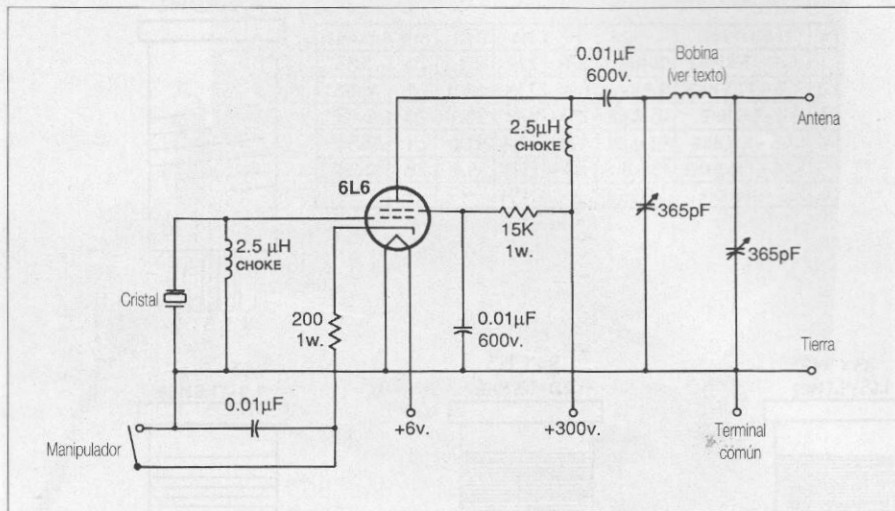 0.01µF
600v.
Bobina
(ver texto)
Antena
2.5µH
CHOKE
6L6
365pF
15K
1w.
2.5 µH
CHOKE
365pF
Cristal
200
1w.
0.01µF
600v.
Tierra
0.01µF
Manipulador
+6v.
+300v.
Terminal
común